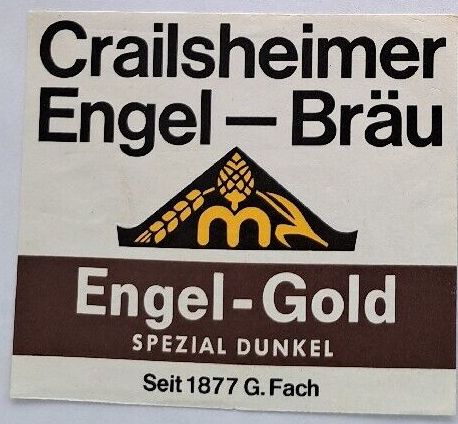 Crailsheimer
Engel – Bräu
Engel - Gold
SPEZIAL DUNKEL
Seit 1877 G. Fach